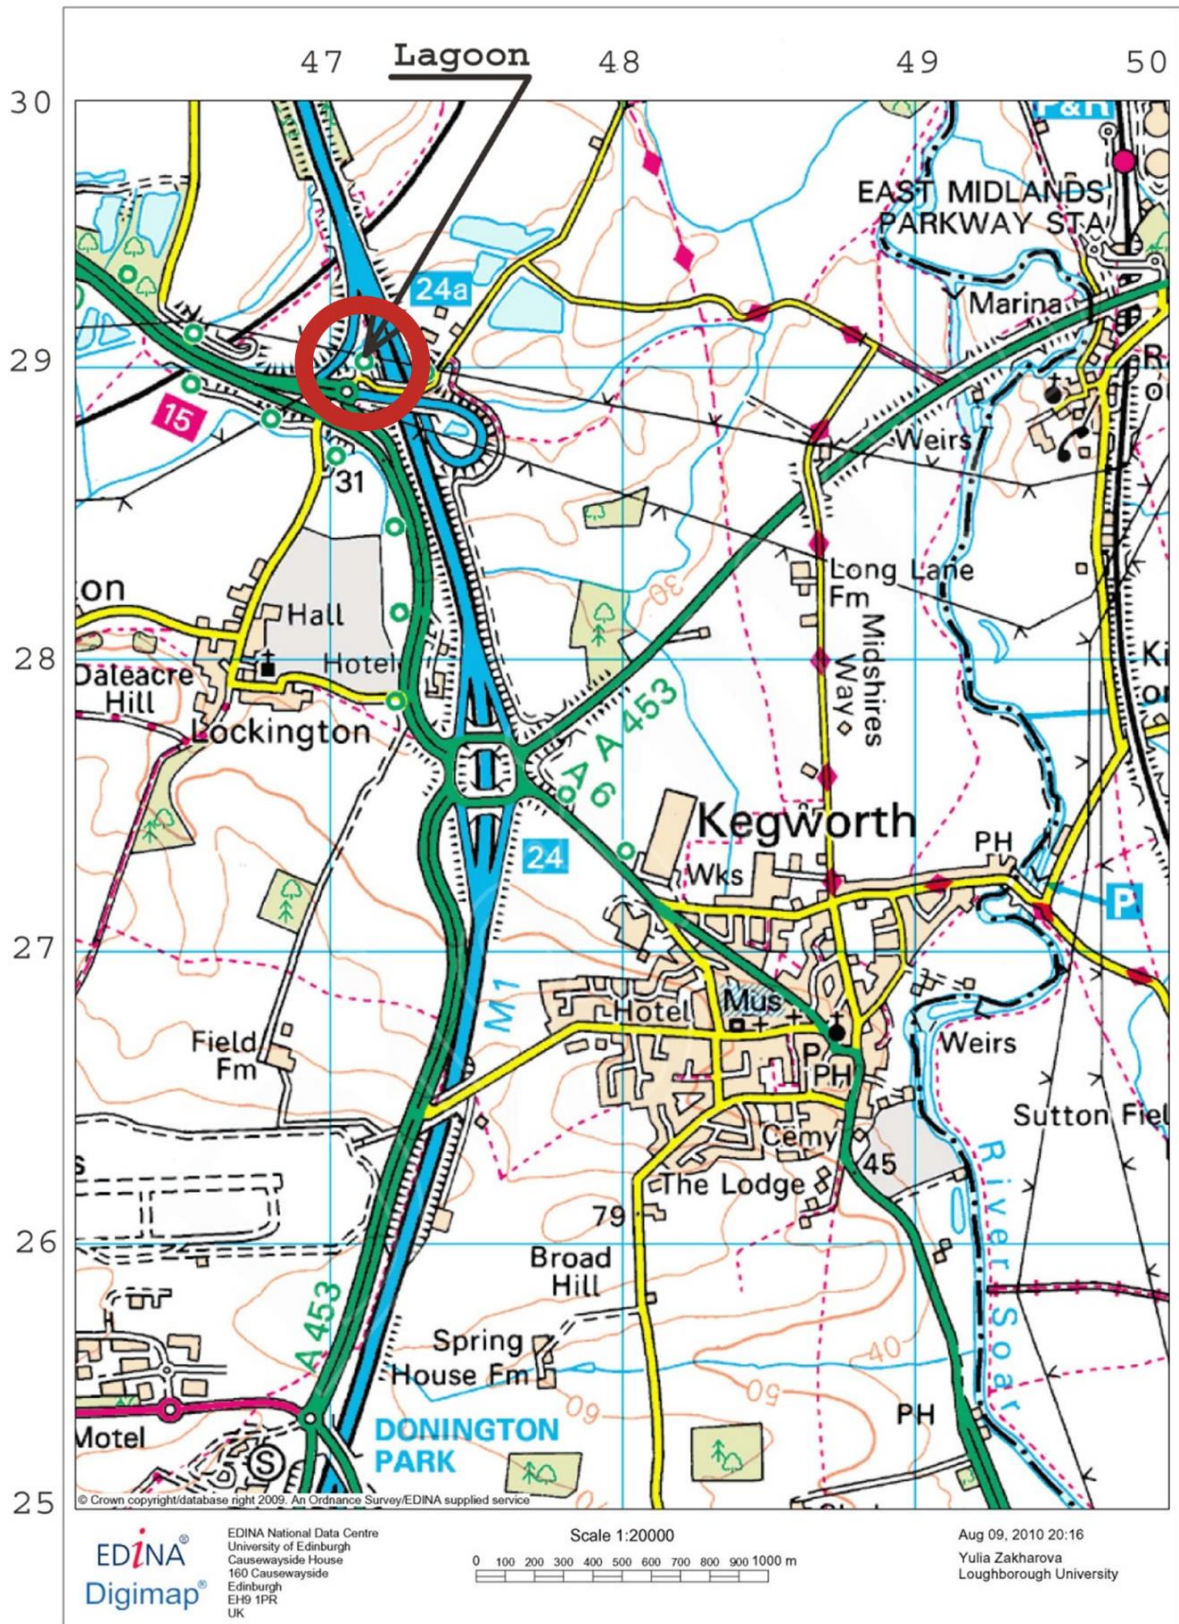 Lagoon
47 48 49 50
30
P&R
EAST MIDLANDS
PARKWAY STA
24a
Marina
29
15
Weirs
31
Long Lane
Fm
30
on
Hall
28
Hotel
Midshires
Way
Daleacre
Hill
Lockington
A 453
A 6
Kegworth
PH
24
Wks
P
27
M1
Hotel
Mus
Field
Fm
P
PH
Weirs
Sutton Fiel
Cemy
45
River Soar
The Lodge
79
26
Broad
Hill
A 453
Spring
House Fm
40
50
60
PH
Motel
DONINGTON
PARK
S
25
© Crown copyright/database right 2009. An Ordnance Survey/EDINA supplied service
EDINA®
Digimap®
EDINA National Data Centre
University of Edinburgh
Causewayside House
160 Causewayside
Edinburgh
EH9 1PR
UK
Scale 1:20000
0 100 200 300 400 500 600 700 800 900 1000 m
Aug 09, 2010 20:16
Yulia Zakharova
Loughborough University